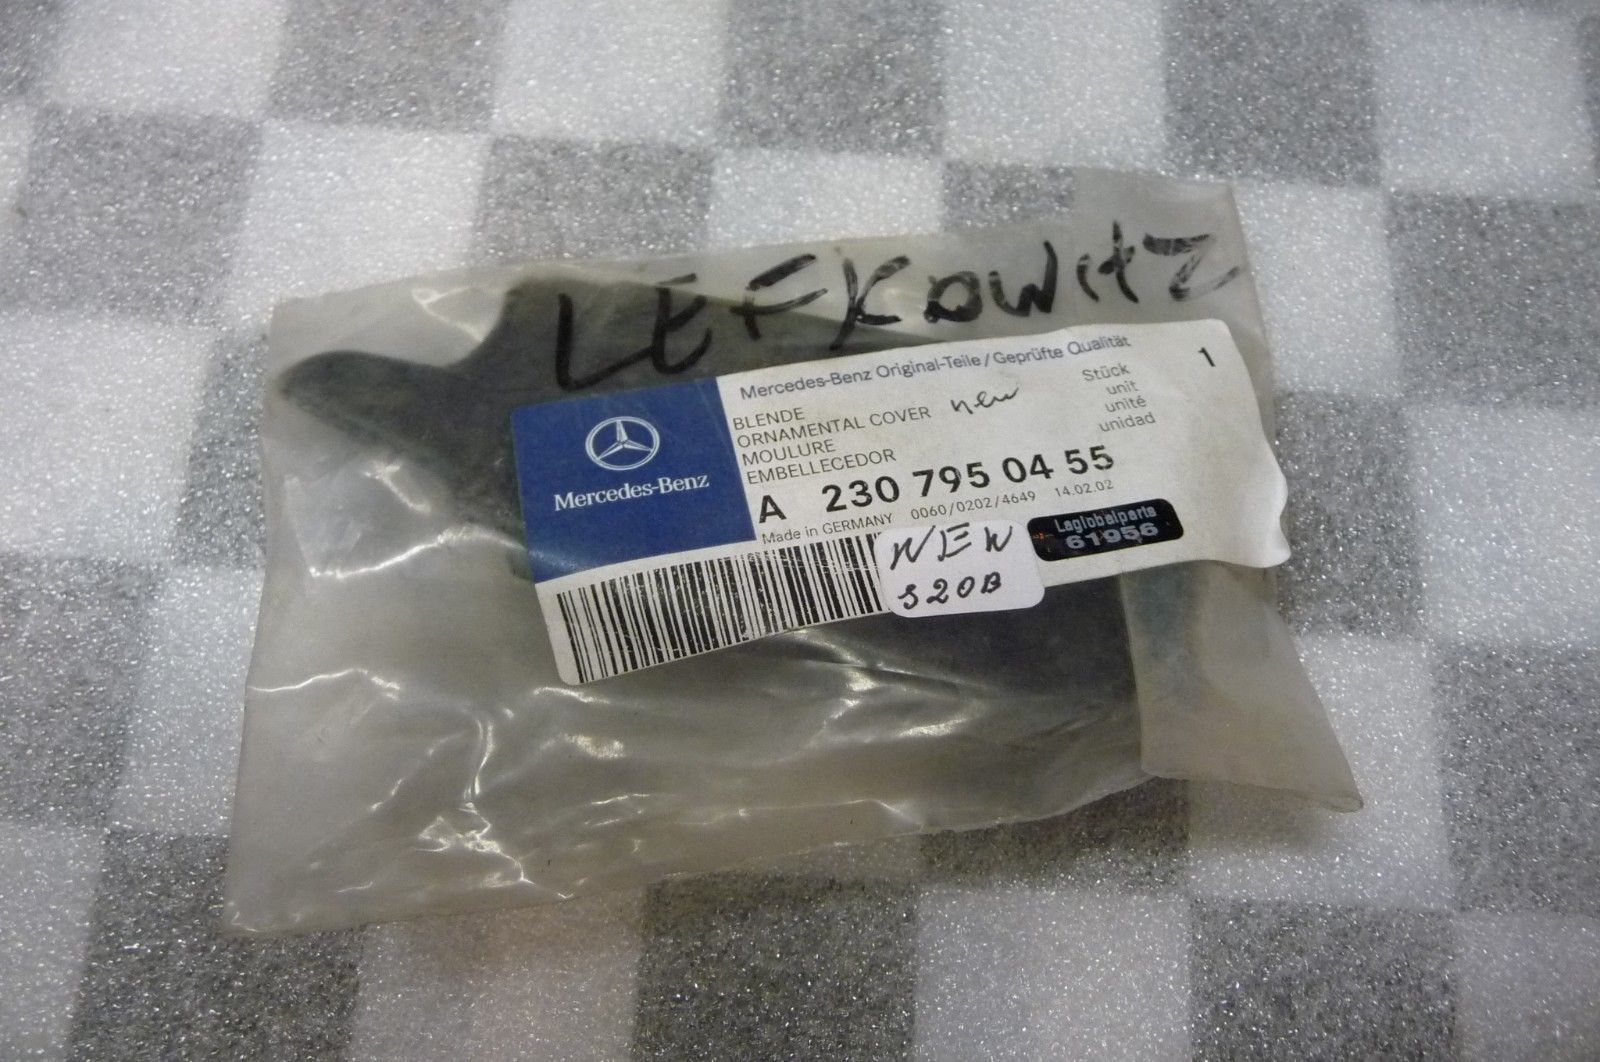 LEFKOWITZ
Mercedes-Benz Original-Teile / Geprüfte Qualität
1
BLENDE
ORNAMENTAL COVER new
MOULURE
EMBELLECEDOR
Stück
unit
unité
unidad
Mercedes-Benz
A 230 795 04 55
Made in GERMANY 0060/0202/4649 14.02.02
NEW
S20B
Laglobalparts
61956